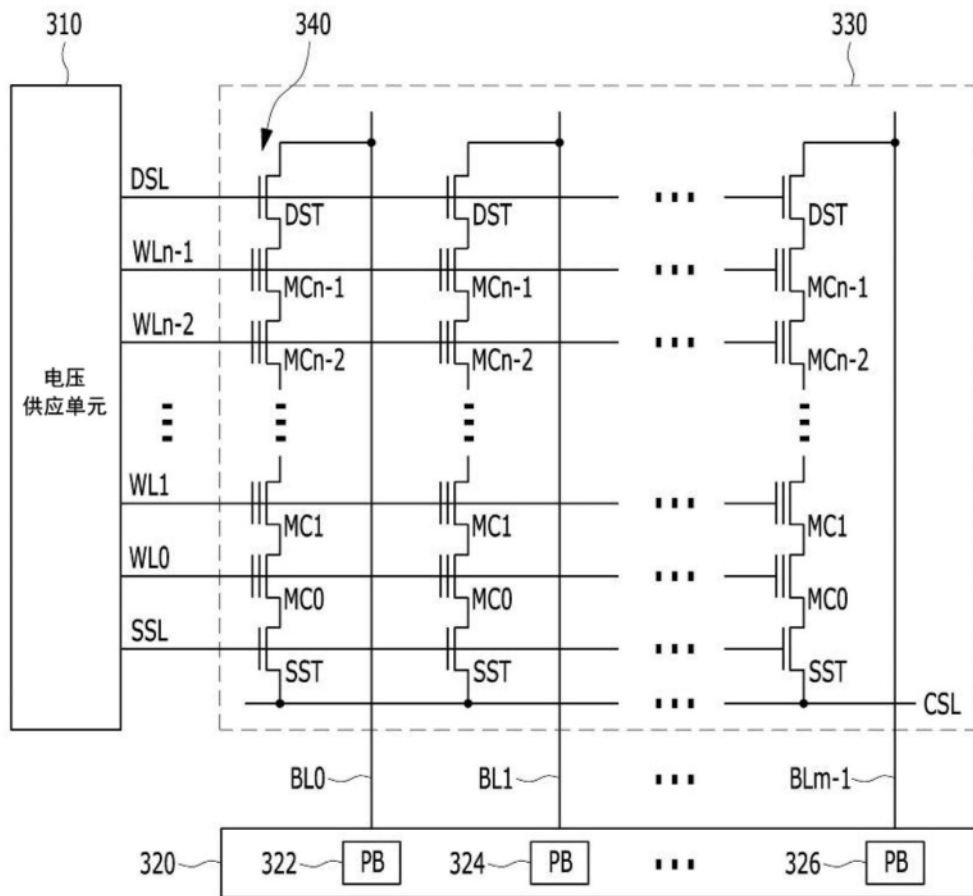 310
340
330
DSL
DST
DST
DST
WLn-1
MCn-1
MCn-1
MCn-1
WLn-2
MCn-2
MCn-2
MCn-2
电压
供应单元
WL1
MC1
MC1
MC1
WL0
MC0
MC0
MC0
SSL
SST
SST
SST
CSL
BL0
BL1
BLm-1
320
322
PB
324
PB
326
PB